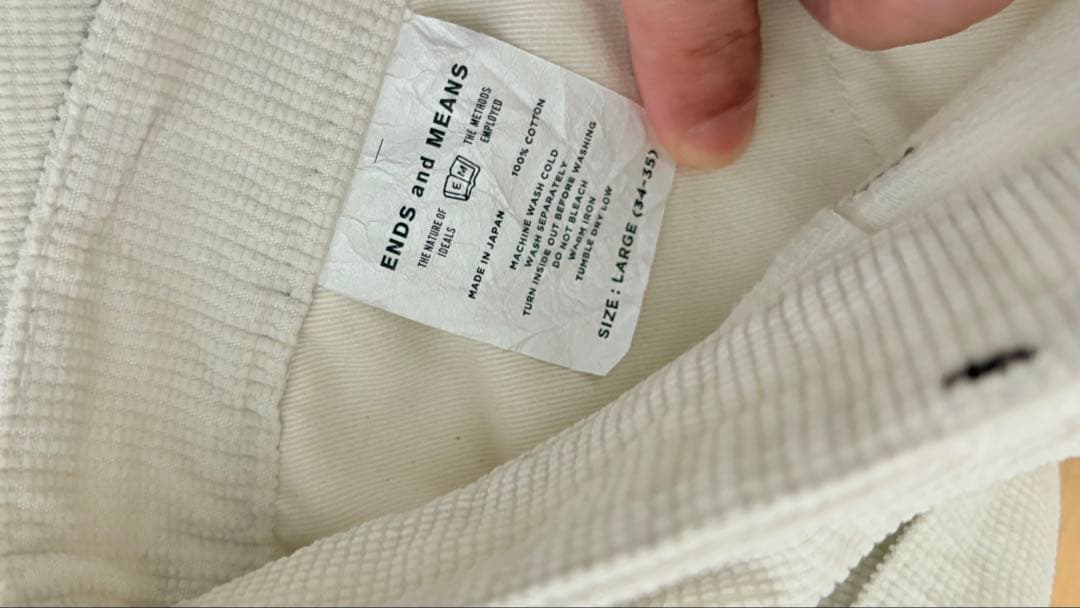 ENDS and MEANS
THE NATURE OF
IDEALS
EM
THE METHODS
EMPLOYED
MADE IN JAPAN
100% COTTON
MACHINE WASH COLD
WASH SEPARATELY
TURN INSIDE OUT BEFORE WASHING
DO NOT BLEACH
WARM IRON
TUMBLE DRY LOW
SIZE : LARGE (34-35)